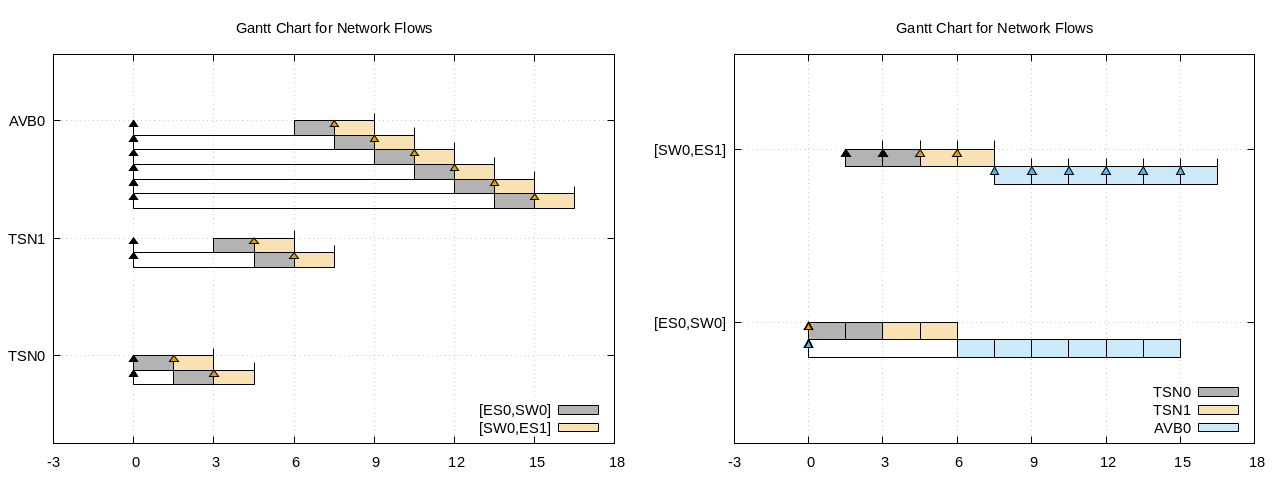 Gantt Chart for Network Flows
AVB0
TSN1
TSN0
[ES0,SW0]
[SW0,ES1]
-3 0 3 6 9 12 15 18
Gantt Chart for Network Flows
[SW0,ES1]
[ES0,SW0]
TSN0
TSN1
AVB0
-3 0 3 6 9 12 15 18